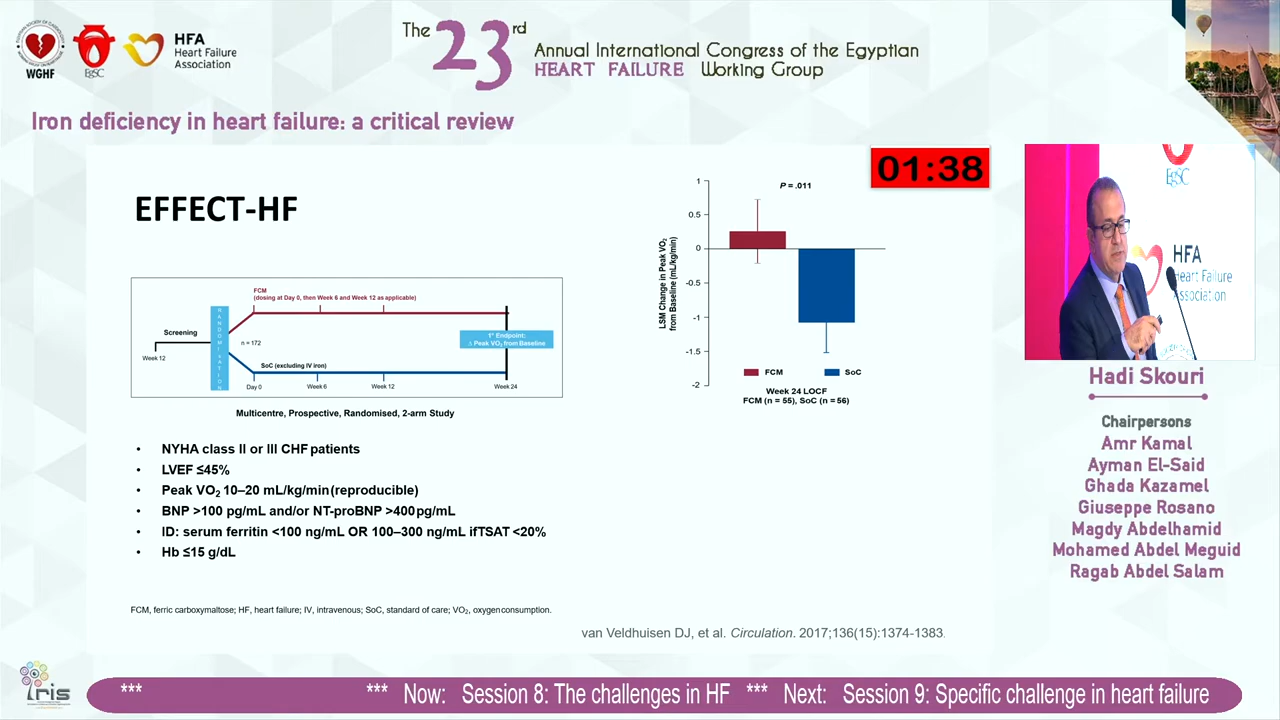 WGHF
EgSC
HFA
Heart Failure
Association
The 23rd
Annual International Congress of the Egyptian
HEART FAILURE Working Group
Iron deficiency in heart failure: a critical review
01:38
EFFECT-HF
FCM
(dosing at Day 0, then Week 6 and Week 12 as applicable)
RANDOMISATION
Screening
Week 12
n = 172
1° Endpoint:
Δ Peak VO2 from Baseline
SoC (excluding IV iron)
Day 0
Week 6
Week 12
Week 24
Multicentre, Prospective, Randomised, 2-arm Study
P = .011
LSM Change in Peak VO2
from Baseline (mL/kg/min)
1
0.5
0
-0.5
-1
-1.5
-2
FCM
SoC
Week 24 LOCF
FCM (n = 55), SoC (n = 56)
• NYHA class II or III CHF patients
• LVEF ≤45%
• Peak VO2 10–20 mL/kg/min (reproducible)
• BNP >100 pg/mL and/or NT-proBNP >400 pg/mL
• ID: serum ferritin <100 ng/mL OR 100–300 ng/mL ifTSAT <20%
• Hb ≤15 g/dL
FCM, ferric carboxymaltose; HF, heart failure; IV, intravenous; SoC, standard of care; VO2, oxygen consumption.
van Veldhuisen DJ, et al. Circulation. 2017;136(15):1374-1383.
EgSC
HFA
Heart Failure
Association
Hadi Skouri
Chairpersons
Amr Kamal
Ayman El-Said
Ghada Kazamel
Giuseppe Rosano
Magdy Abdelhamid
Mohamed Abdel Meguid
Ragab Abdel Salam
iris
*** *** Now: Session 8: The challenges in HF *** Next: Session 9: Specific challenge in heart failure